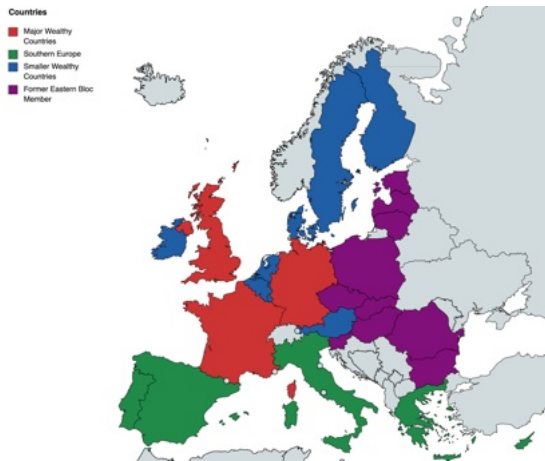 Countries
Major Wealthy
Countries
Southern Europe
Smaller Wealthy
Countries
Former Eastern Bloc
Member